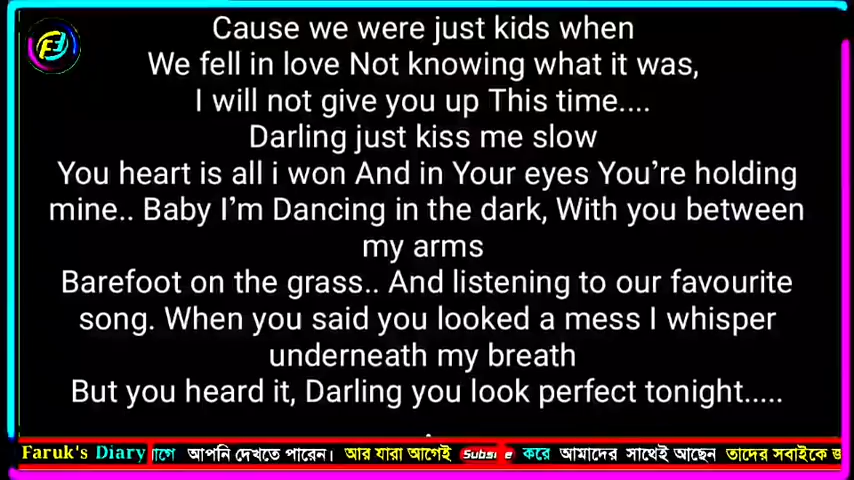 Cause we were just kids when
We fell in love Not knowing what it was,
I will not give you up This time....
Darling just kiss me slow
You heart is all i won And in Your eyes You’re holding
mine.. Baby I’m Dancing in the dark, With you between
my arms
Barefoot on the grass.. And listening to our favourite
song. When you said you looked a mess I whisper
underneath my breath
But you heard it, Darling you look perfect tonight.....
Faruk's Diary আপনি দেখতে পারেন। আর যারা আগেই করে আমাদের সাথেই আছেন তাদের সবাইকে